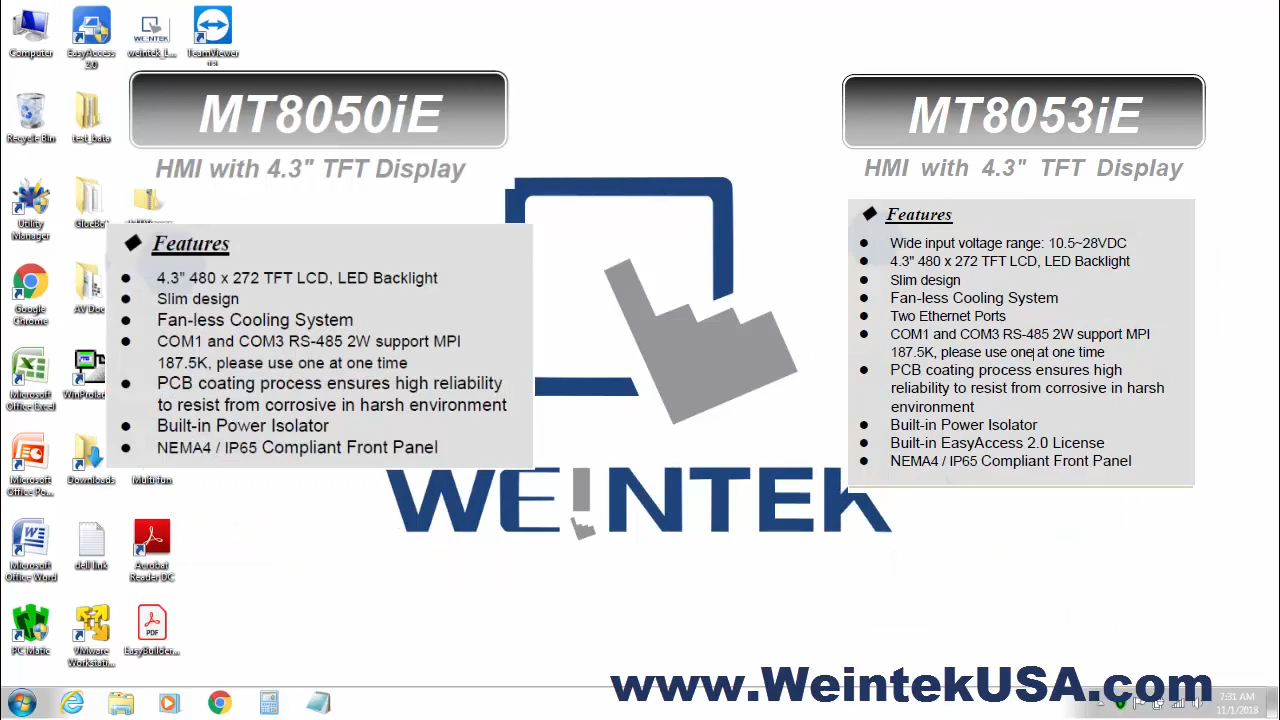 Computer
EasyAccess 2.0
weintek_L...
TeamViewer
Recycle Bin
test_bata
Utility Manager
GlueBo
Google Chrome
AV Doc
Microsoft Office Excel
WinProla
Microsoft Office Po...
Downloads
Multi fun
Microsoft Office Word
dell link
Acrobat Reader DC
PC Matic
VMware Workstati...
PDF
EasyBuilder...
MT8050iE
HMI with 4.3" TFT Display
Features
4.3" 480 x 272 TFT LCD, LED Backlight
Slim design
Fan-less Cooling System
COM1 and COM3 RS-485 2W support MPI
187.5K, please use one at one time
PCB coating process ensures high reliability
to resist from corrosive in harsh environment
Built-in Power Isolator
NEMA4 / IP65 Compliant Front Panel
MT8053iE
HMI with 4.3" TFT Display
Features
Wide input voltage range: 10.5~28VDC
4.3" 480 x 272 TFT LCD, LED Backlight
Slim design
Fan-less Cooling System
Two Ethernet Ports
COM1 and COM3 RS-485 2W support MPI
187.5K, please use one at one time
PCB coating process ensures high
reliability to resist from corrosive in harsh
environment
Built-in Power Isolator
Built-in EasyAccess 2.0 License
NEMA4 / IP65 Compliant Front Panel
WEINTEK
www.WeintekUSA.com
7:31 AM
11/1/2018